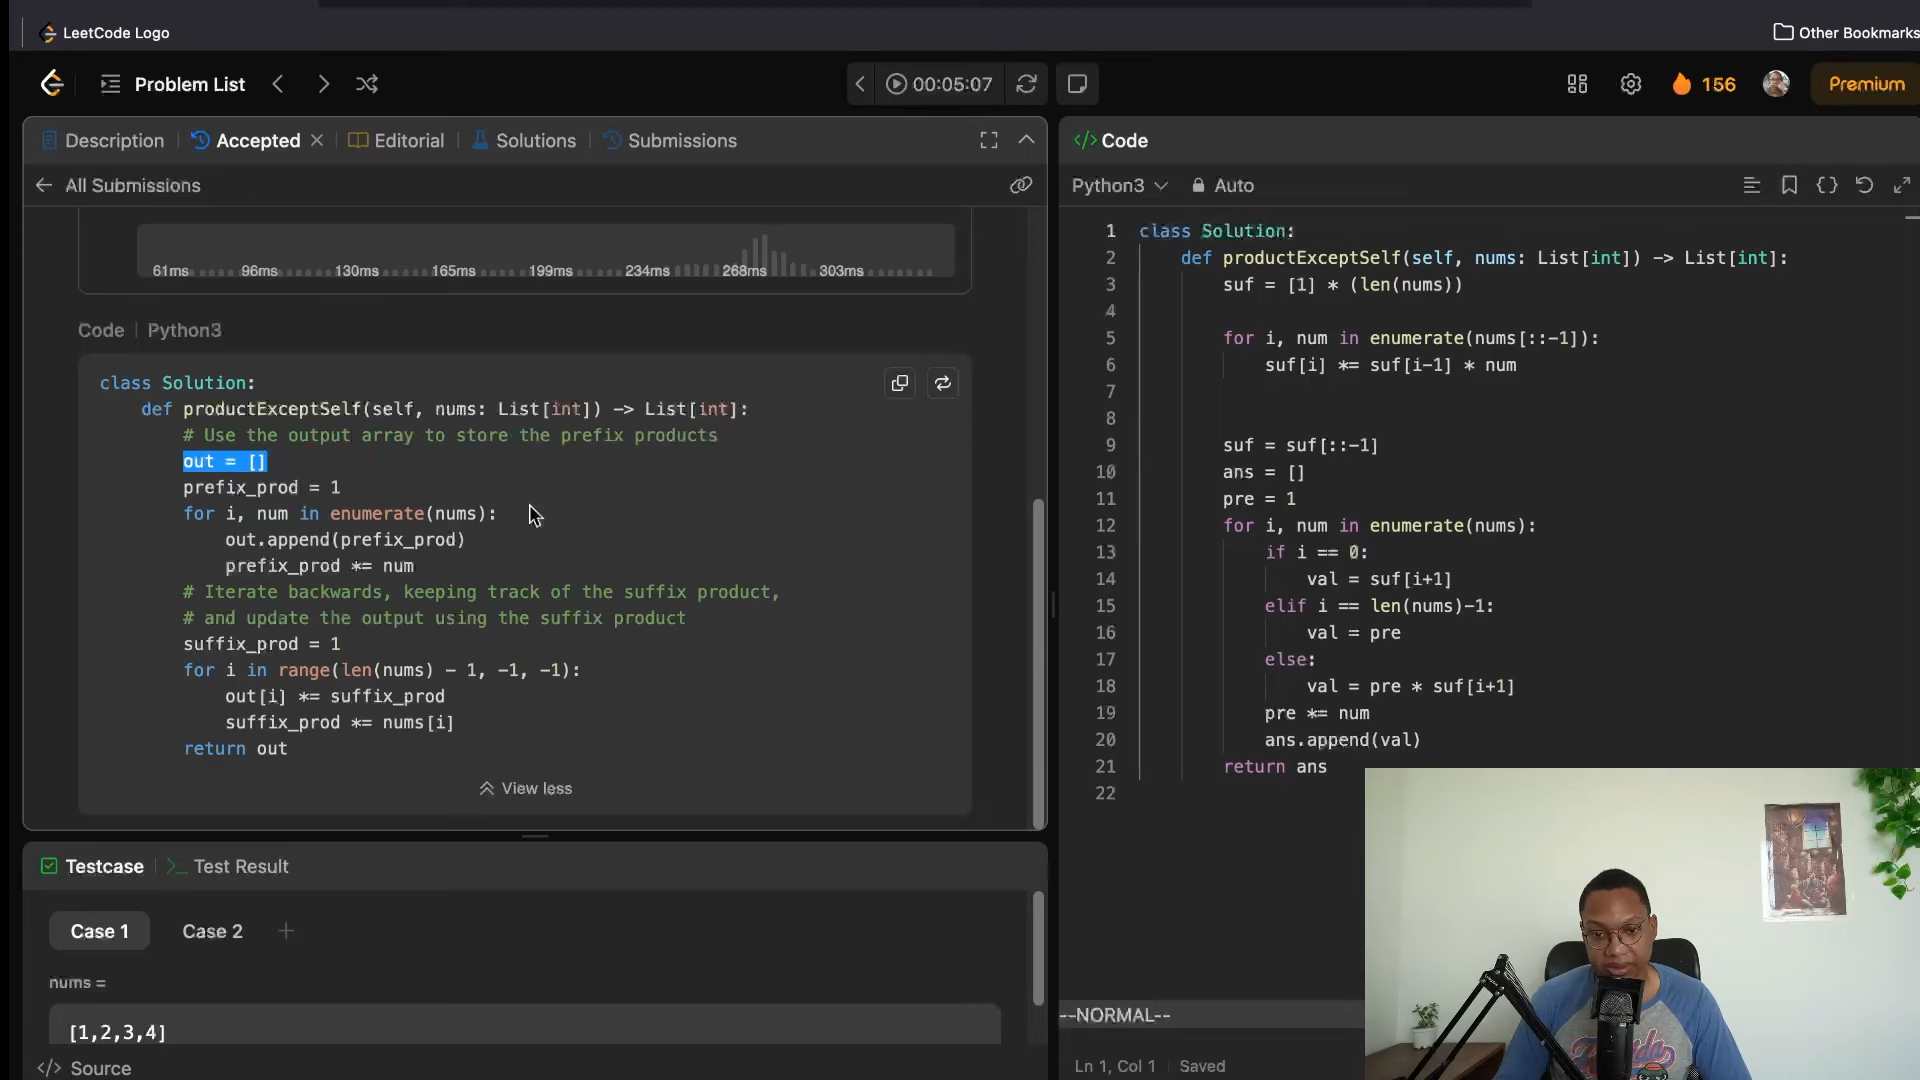 LeetCode Logo
Other Bookmarks
Problem List
00:05:07
156
Premium
Description
Accepted
Editorial
Solutions
Submissions
All Submissions
61ms
96ms
130ms
165ms
199ms
234ms
268ms
303ms
Code | Python3
class Solution:
def productExceptSelf(self, nums: List[int]) -> List[int]:
# Use the output array to store the prefix products
out = []
prefix_prod = 1
for i, num in enumerate(nums):
out.append(prefix_prod)
prefix_prod *= num
# Iterate backwards, keeping track of the suffix product,
# and update the output using the suffix product
suffix_prod = 1
for i in range(len(nums) - 1, -1, -1):
out[i] *= suffix_prod
suffix_prod *= nums[i]
return out
View less
Testcase
Test Result
Case 1
Case 2
nums =
[1,2,3,4]
Source
</> Code
Python3
Auto
1 class Solution:
2 def productExceptSelf(self, nums: List[int]) -> List[int]:
3 suf = [1] * (len(nums))
4
5 for i, num in enumerate(nums[::-1]):
6 suf[i] *= suf[i-1] * num
7
8
9 suf = suf[::-1]
10 ans = []
11 pre = 1
12 for i, num in enumerate(nums):
13 if i == 0:
14 val = suf[i+1]
15 elif i == len(nums)-1:
16 val = pre
17 else:
18 val = pre * suf[i+1]
19 pre *= num
20 ans.append(val)
21 return ans
22
--NORMAL--
Ln 1, Col 1
Saved